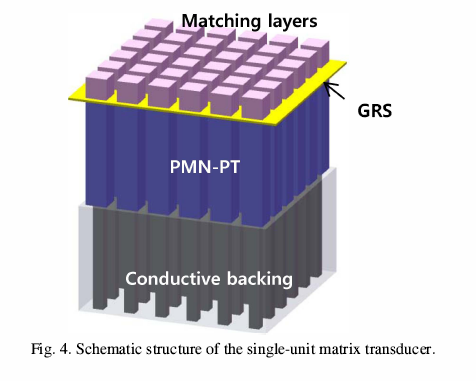 Matching layers
GRS
PMN-PT
Conductive backing
Fig. 4. Schematic structure of the single-unit matrix transducer.